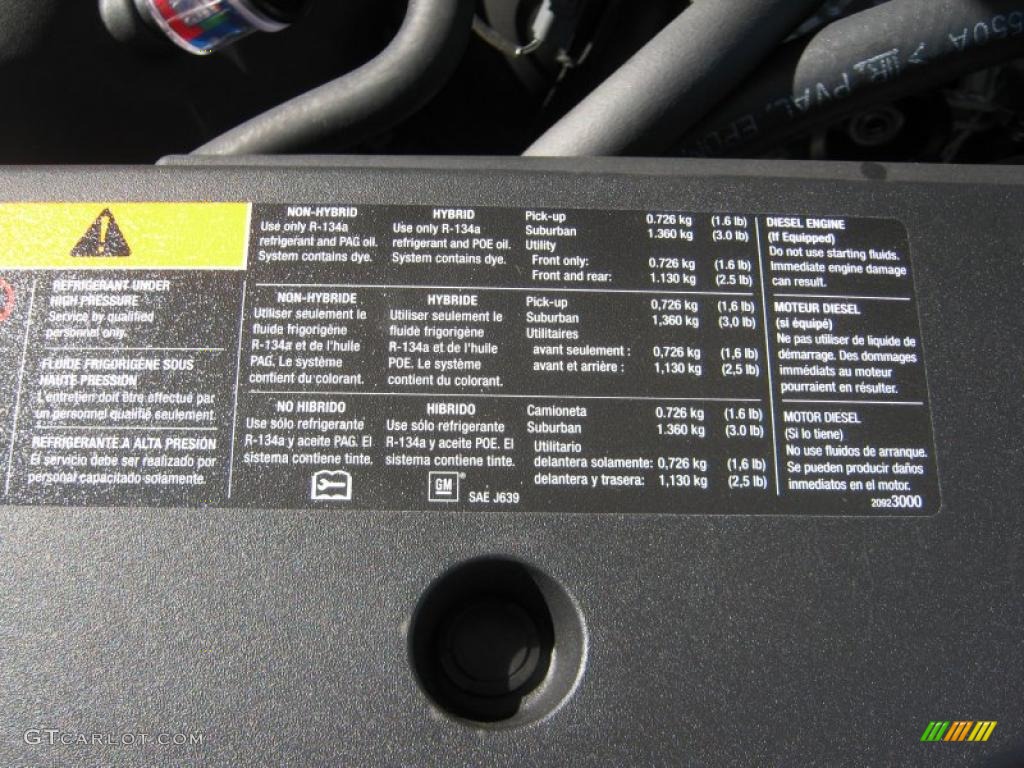 550A > PVAL, EPDM
REFRIGERANT UNDER
HIGH PRESSURE
Service by qualified
personnel only.
FLUIDE FRIGORIGÈNE SOUS
HAUTE PRESSION
L'entretien doit être effectué par
un personnel qualifié seulement.
REFRIGERANTE A ALTA PRESIÓN
El servicio debe ser realizado por
personal capacitado solamente.
NON-HYBRID
Use only R-134a
refrigerant and PAG oil.
System contains dye.
HYBRID
Use only R-134a
refrigerant and POE oil.
System contains dye.
Pick-up 0.726 kg (1.6 lb)
Suburban 1.360 kg (3.0 lb)
Utility
Front only: 0.726 kg (1.6 lb)
Front and rear: 1.130 kg (2.5 lb)
NON-HYBRIDE
Utiliser seulement le
fluide frigorigène
R-134a et de l'huile
PAG. Le système
contient du colorant.
HYBRIDE
Utiliser seulement le
fluide frigorigène
R-134a et de l'huile
POE. Le système
contient du colorant.
Pick-up 0,726 kg (1,6 lb)
Suburban 1,360 kg (3,0 lb)
Utilitaires
avant seulement : 0,726 kg (1,6 lb)
avant et arrière : 1,130 kg (2,5 lb)
NO HIBRIDO
Use sólo refrigerante
R-134a y aceite PAG. El
sistema contiene tinte.
HIBRIDO
Use sólo refrigerante
R-134a y aceite POE. El
sistema contiene tinte.
Camioneta 0.726 kg (1.6 lb)
Suburban 1.360 kg (3.0 lb)
Utilitario
delantera solamente: 0,726 kg (1,6 lb)
delantera y trasera: 1,130 kg (2,5 lb)
GM SAE J639
DIESEL ENGINE
(If Equipped)
Do not use starting fluids.
Immediate engine damage
can result.
MOTEUR DIESEL
(si équipé)
Ne pas utiliser de liquide de
démarrage. Des dommages
immédiats au moteur
pourraient en résulter.
MOTOR DIESEL
(Si lo tiene)
No use fluidos de arranque.
Se pueden producir daños
inmediatos en el motor.
20923000
GTCARLOT.COM